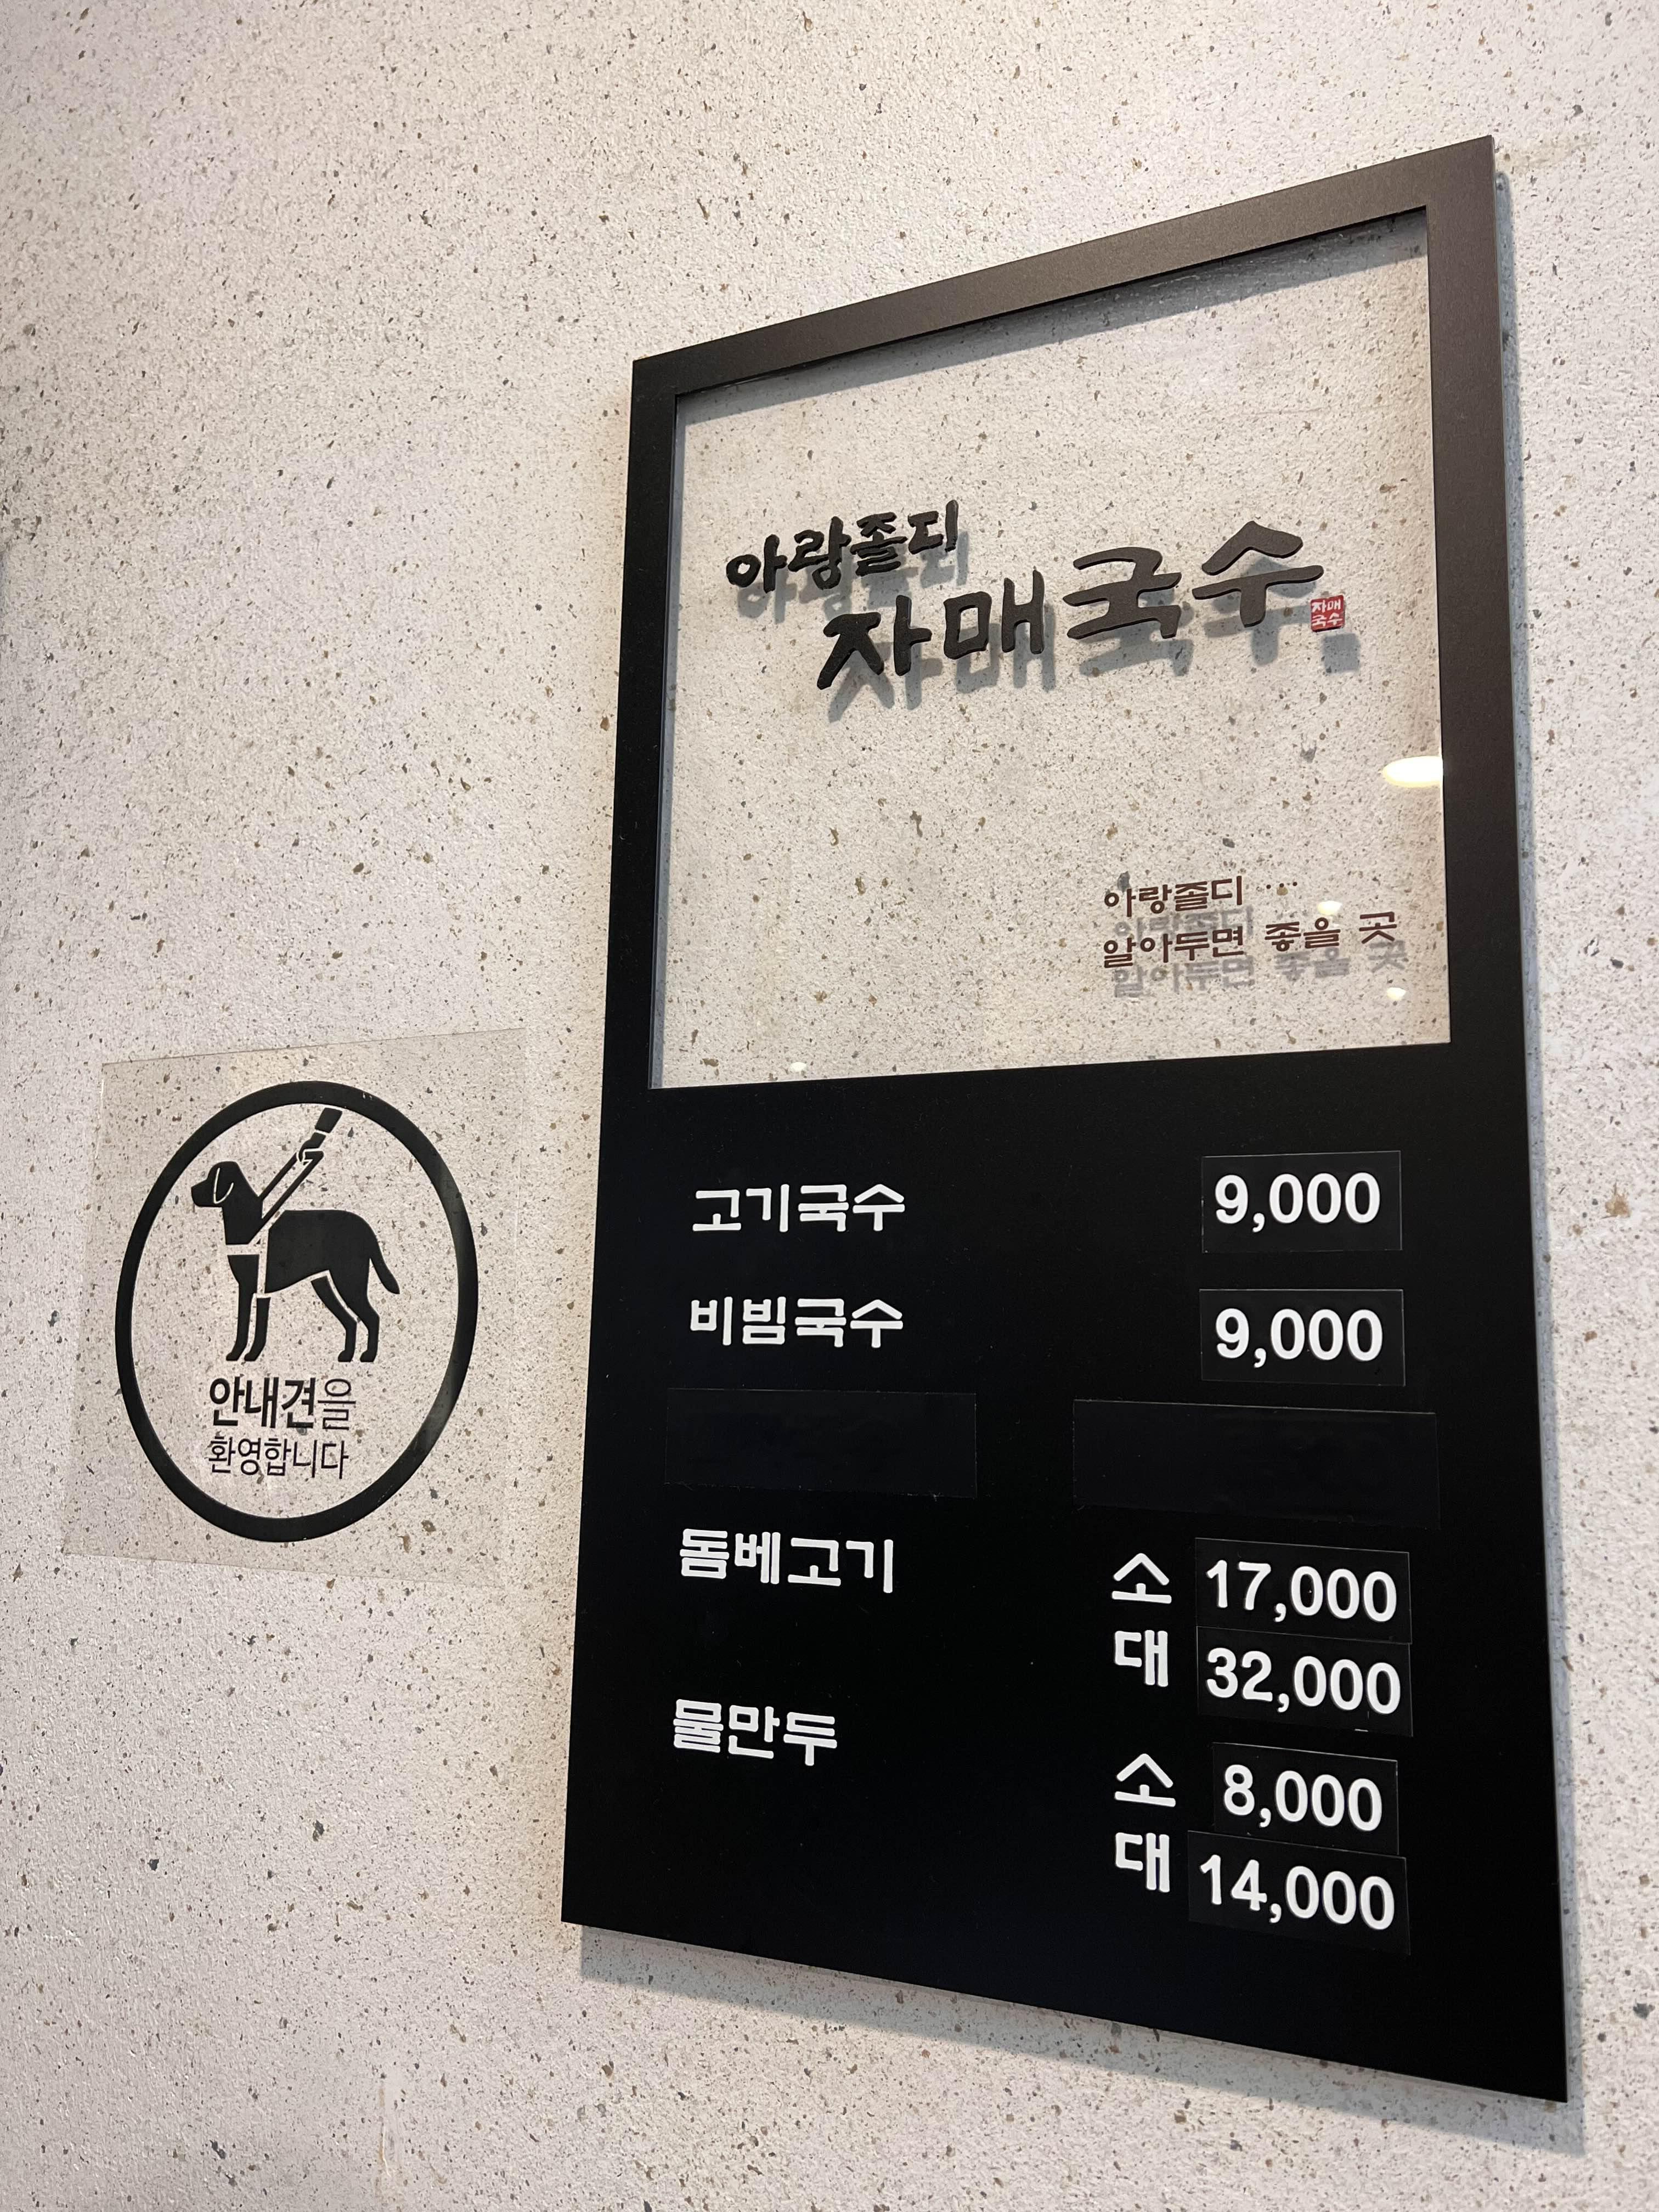 아랑졸디
자매국수
자매
국수
아랑졸디 ...
알아두면 좋을 곳
고기국수 9,000
비빔국수 9,000
돔베고기 소 17,000
대 32,000
물만두 소 8,000
대 14,000
안내견을
환영합니다